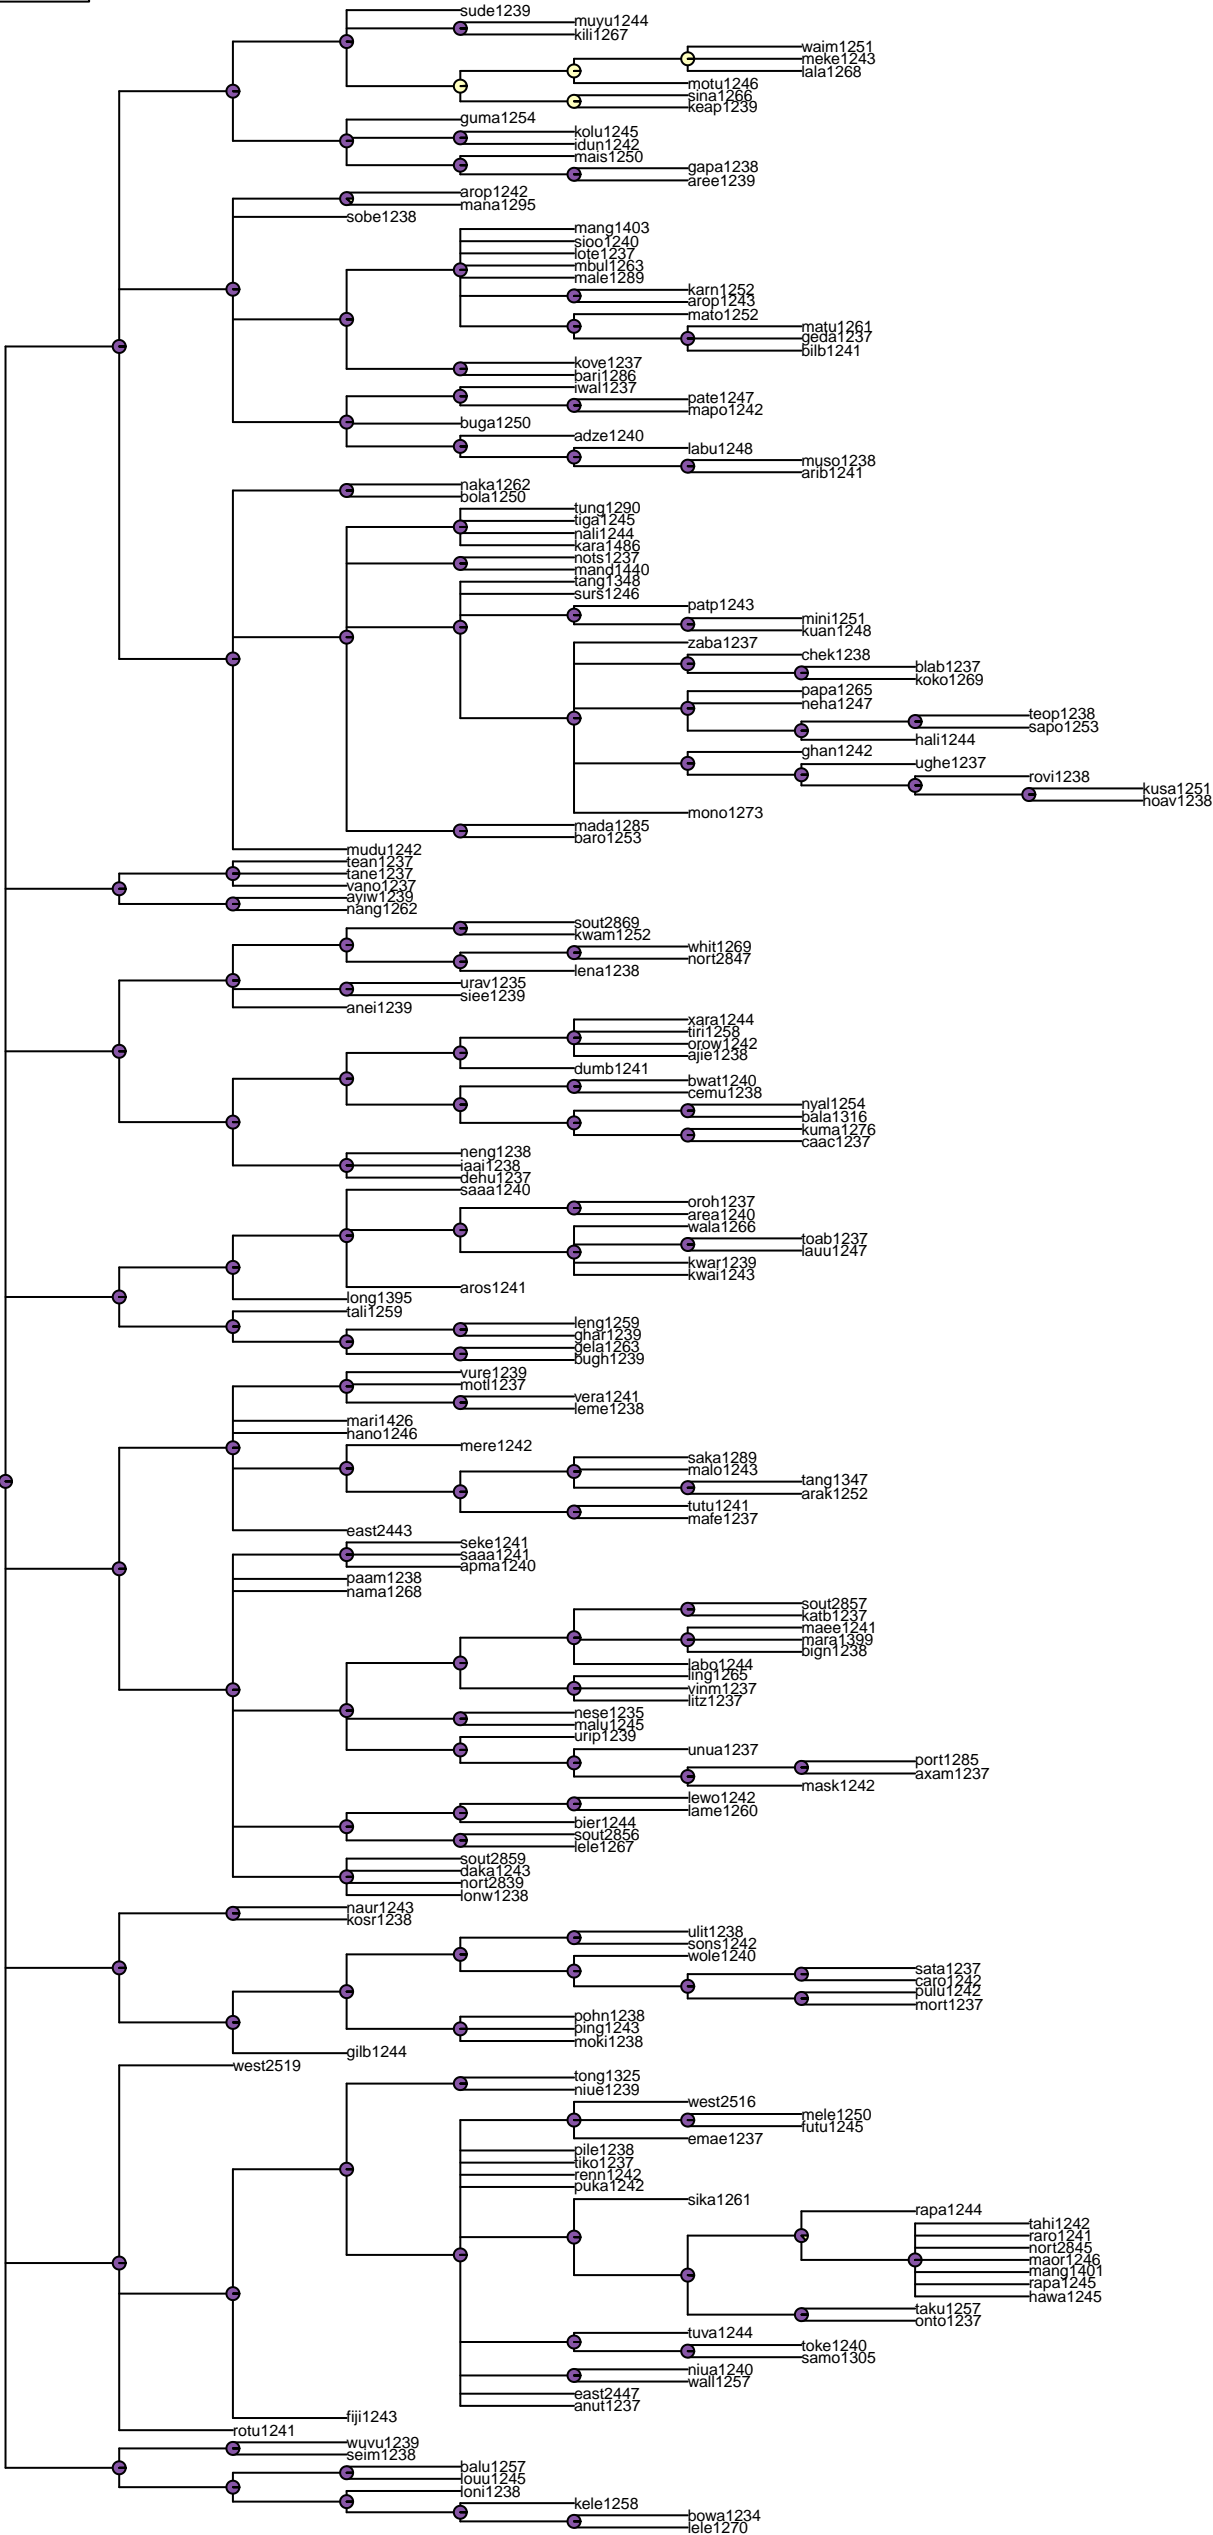 sude1239
muyu1244
kili1267
waim1251
meke1243
lala1268
motu1246
sina1266
keap1239
guma1254
kolu1245
idun1242
mais1250
gapa1238
aree1239
arop1242
mana1295
sobe1238
mang1403
sioo1240
lote1237
mbul1263
male1289
karn1252
arop1243
mato1252
matu1261
geda1237
bilb1241
kove1237
bari1286
iwal1237
pate1247
mapo1242
buga1250
adze1240
labu1248
muso1238
arib1241
naka1262
bola1250
tung1290
tiga1245
nali1244
kara1486
nots1237
mand1440
tang1348
surs1246
patp1243
mini1251
kuan1248
zaba1237
chek1238
blab1237
koko1269
papa1265
neha1247
teop1238
sapo1253
hali1244
ghan1242
ughe1237
rovi1238
kusa1251
hoav1238
mono1273
mada1285
baro1253
mudu1242
tean1237
tane1237
vano1237
ayiw1239
nang1262
sout2869
kwam1252
whit1269
nort2847
lena1238
urav1235
siee1239
anei1239
xara1244
tiri1258
orow1242
ajie1238
dumb1241
bwat1240
cemu1238
nyal1254
bala1316
kuma1276
caac1237
neng1238
iaai1238
dehu1237
saaa1240
oroh1237
area1240
wala1266
toab1237
lauu1247
kwar1239
kwai1243
aros1241
long1395
tali1259
leng1259
ghar1239
gela1263
bugh1239
vure1239
motl1237
vera1241
leme1238
mari1426
hano1246
mere1242
saka1289
malo1243
tang1347
arak1252
tutu1241
mafe1237
east2443
seke1241
saaa1241
apma1240
paam1238
nama1268
sout2857
katb1237
maee1241
mara1399
bign1238
labo1244
ling1265
vinm1237
litz1237
nese1235
malu1245
urip1239
unua1237
port1285
axam1237
mask1242
lewo1242
lame1260
bier1244
sout2856
lele1267
sout2859
daka1243
nort2839
lonw1238
naur1243
kosr1238
ulit1238
sons1242
wole1240
sata1237
caro1242
pulu1242
mort1237
pohn1238
ping1243
moki1238
gilb1244
west2519
tong1325
niue1239
west2516
mele1250
futu1245
emae1237
pile1238
tiko1237
renn1242
puka1242
sika1261
rapa1244
tahi1242
raro1241
nort2845
maor1246
mang1401
rapa1245
hawa1245
taku1257
onto1237
tuva1244
toke1240
samo1305
niua1240
wall1257
east2447
anut1237
fiji1243
rotu1241
wuvu1239
seim1238
balu1257
louu1245
loni1238
kele1258
bowa1234
lele1270